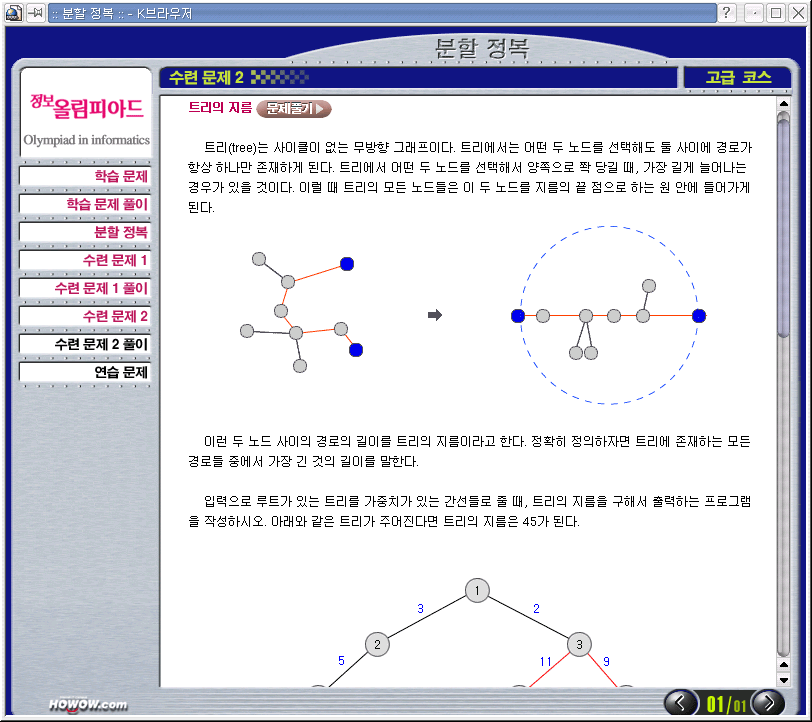 :: 분할 정복 :: - K브라우저
분할 정복
정보올림피아드
Olympiad in informatics
수련 문제 2
고급 코스
학습 문제
학습 문제 풀이
분할 정복
수련 문제 1
수련 문제 1 풀이
수련 문제 2
수련 문제 2 풀이
연습 문제
트리의 지름 문제풀기
트리(tree)는 사이클이 없는 무방향 그래프이다. 트리에서는 어떤 두 노드를 선택해도 둘 사이에 경로가
항상 하나만 존재하게 된다. 트리에서 어떤 두 노드를 선택해서 양쪽으로 쫙 당길 때, 가장 길게 늘어나는
경우가 있을 것이다. 이럴 때 트리의 모든 노드들은 이 두 노드를 지름의 끝 점으로 하는 원 안에 들어가게
된다.
이런 두 노드 사이의 경로의 길이를 트리의 지름이라고 한다. 정확히 정의하자면 트리에 존재하는 모든
경로들 중에서 가장 긴 것의 길이를 말한다.
입력으로 루트가 있는 트리를 가중치가 있는 간선들로 줄 때, 트리의 지름을 구해서 출력하는 프로그램
을 작성하시오. 아래와 같은 트리가 주어진다면 트리의 지름은 45가 된다.
1
3
2
2
3
5
11
9
HOWOW.com
01/01